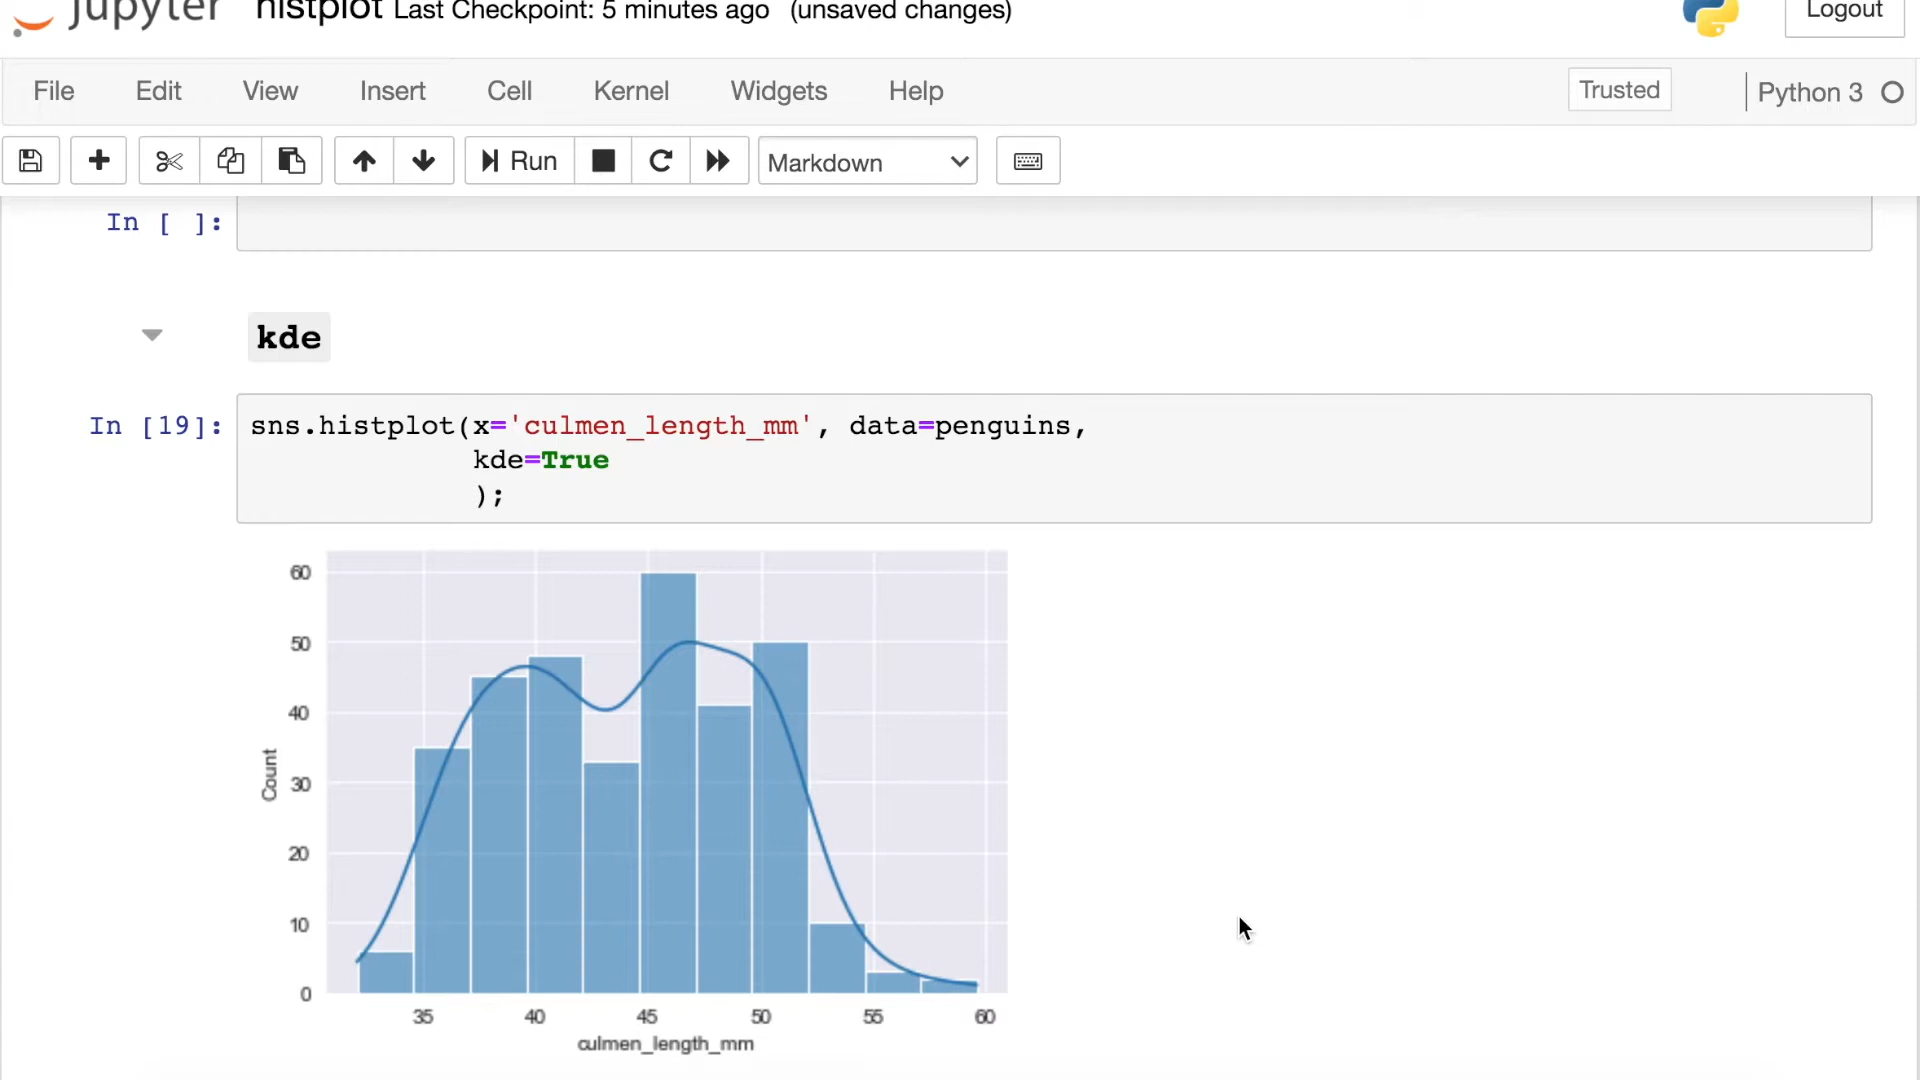 jupyter histplot Last Checkpoint: 5 minutes ago (unsaved changes) Logout
File Edit View Insert Cell Kernel Widgets Help Trusted Python 3
Run Markdown
In [ ]:
kde
In [19]: sns.histplot(x='culmen_length_mm', data=penguins,
kde=True
);
60
50
40
30
20
10
0
Count
35 40 45 50 55 60
culmen_length_mm